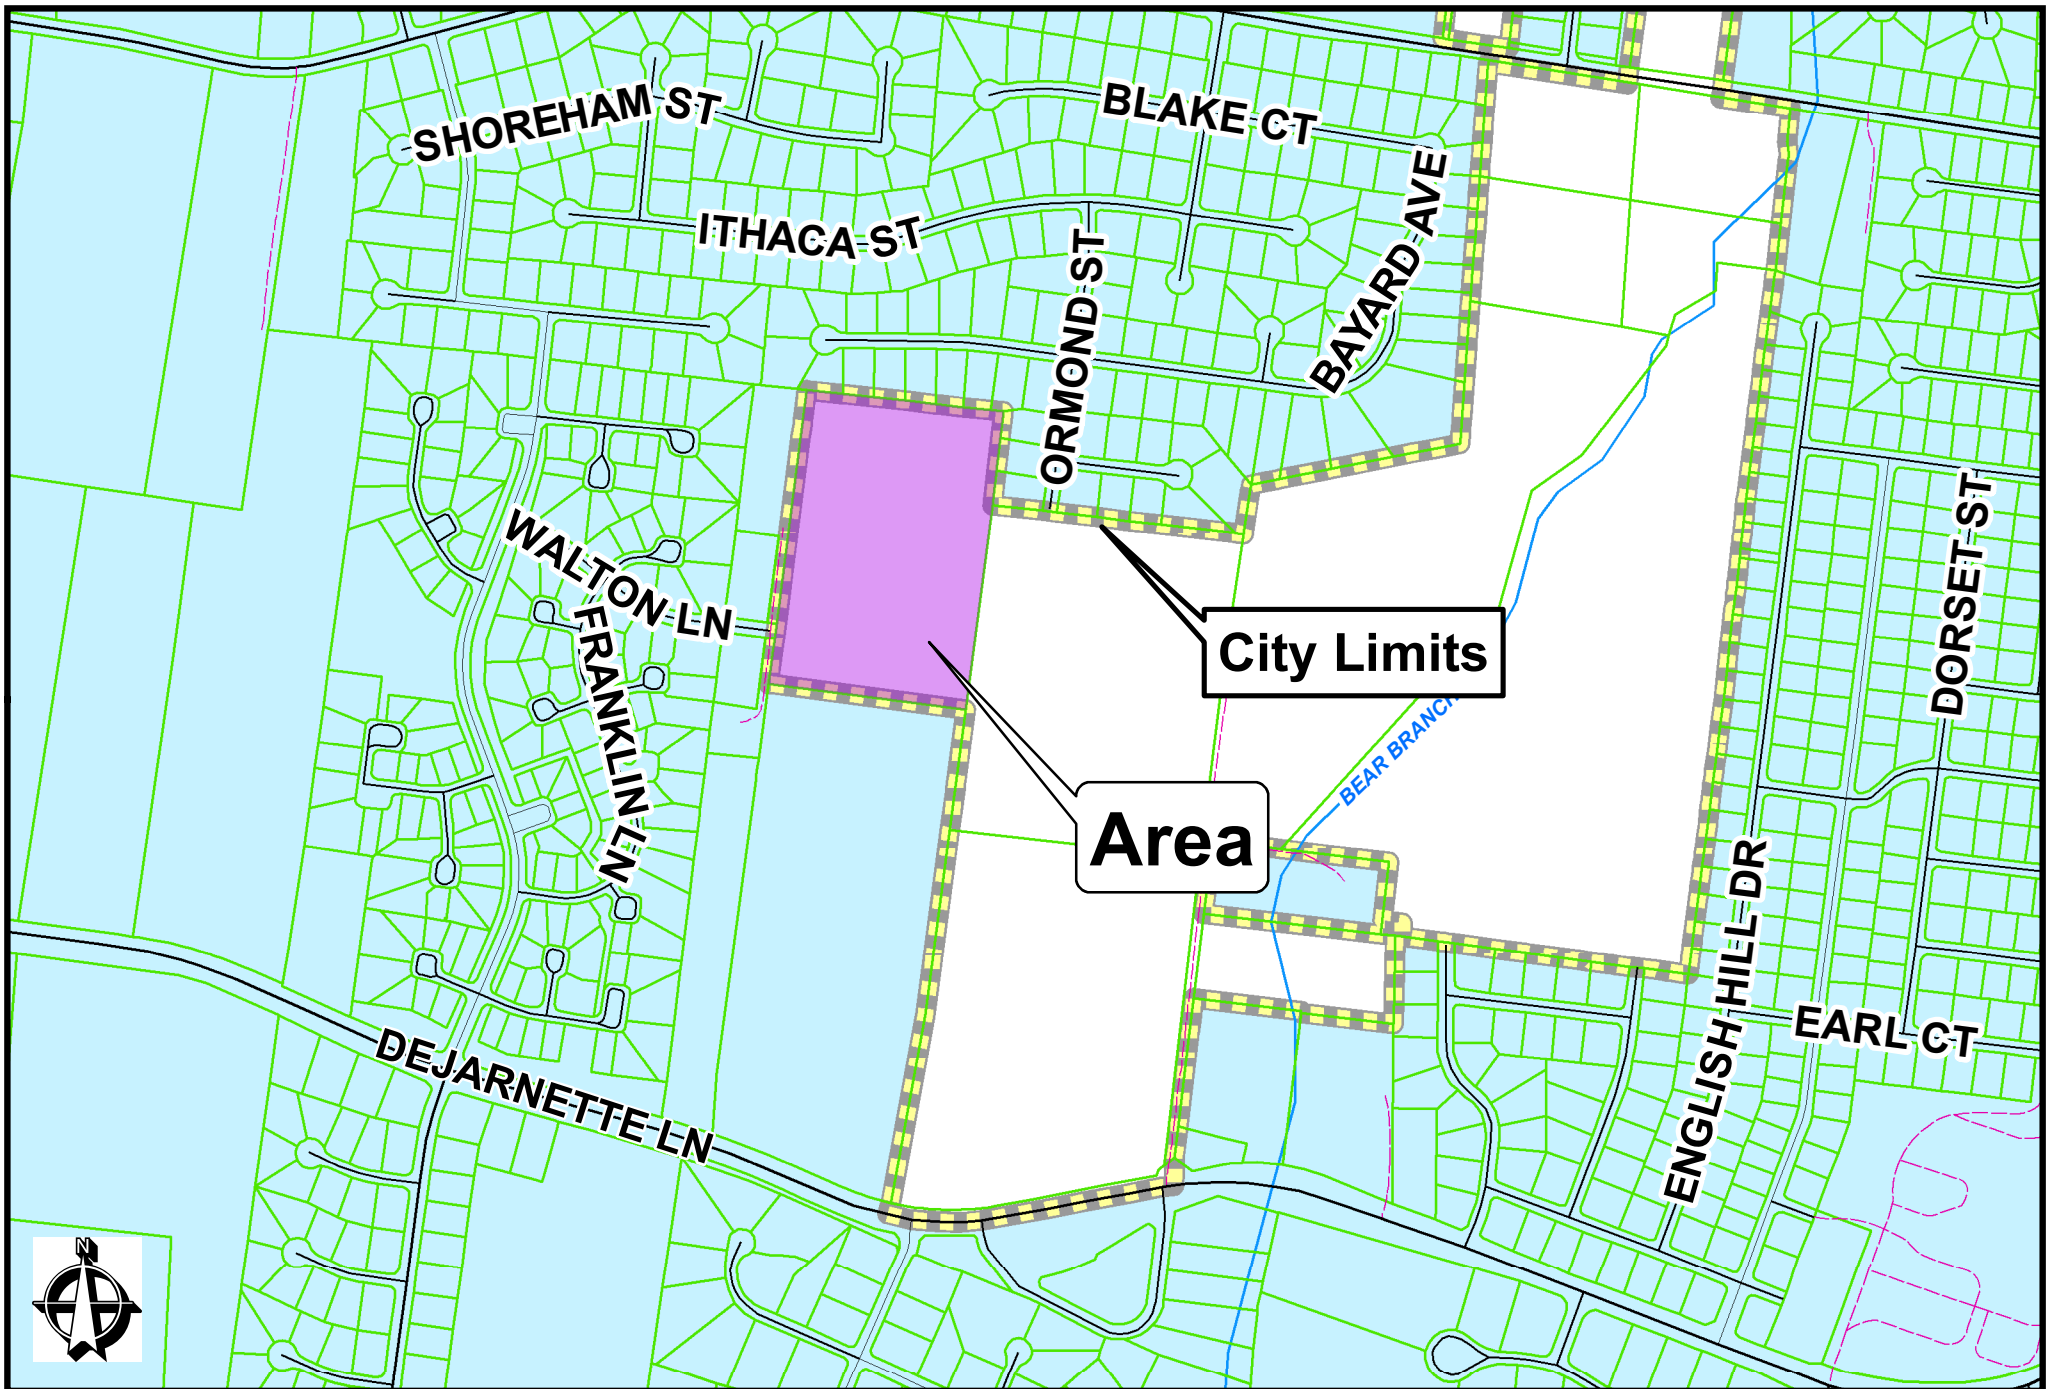 SHOREHAM ST
BLAKE CT
ITHACA ST
BAYARD AVE
ORMOND ST
WALTON LN
FRANKLIN LN
City Limits
DORSET ST
BEAR BRANCH
Area
ENGLISH HILL DR
EARL CT
DEJARNETTE LN
N